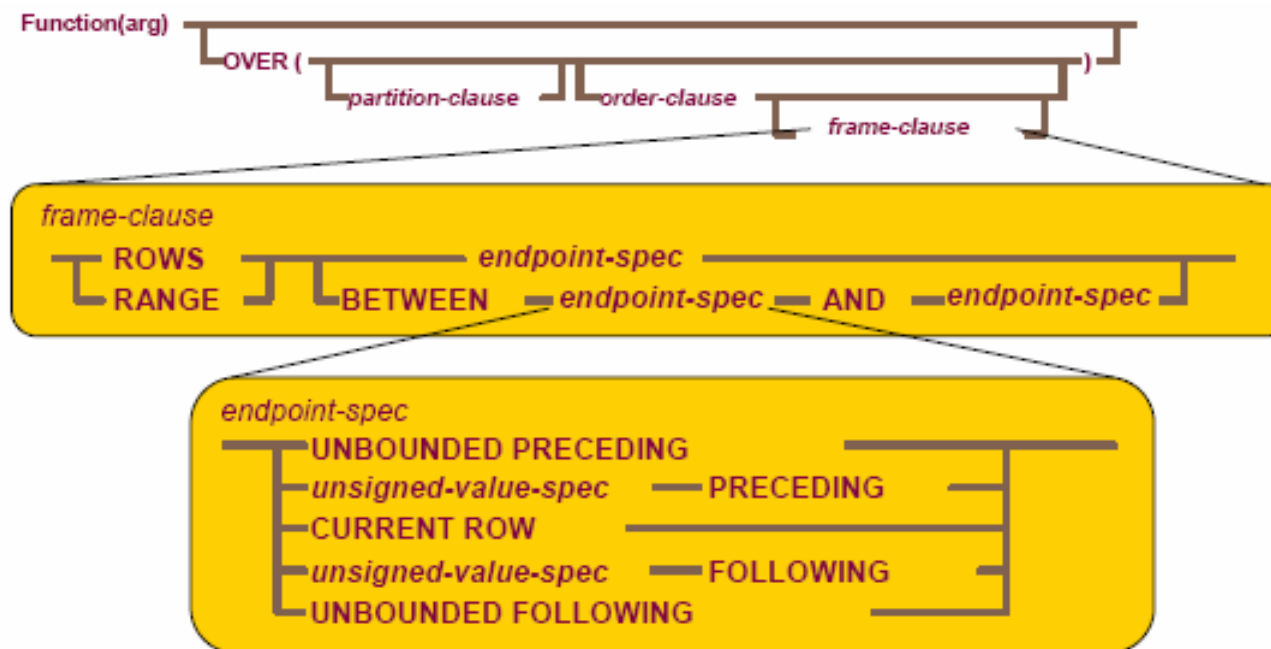 Function(arg)
OVER ( )
partition-clause order-clause
frame-clause
frame-clause
ROWS endpoint-spec
RANGE BETWEEN endpoint-spec AND endpoint-spec
endpoint-spec
UNBOUNDED PRECEDING
unsigned-value-spec PRECEDING
CURRENT ROW
unsigned-value-spec FOLLOWING
UNBOUNDED FOLLOWING